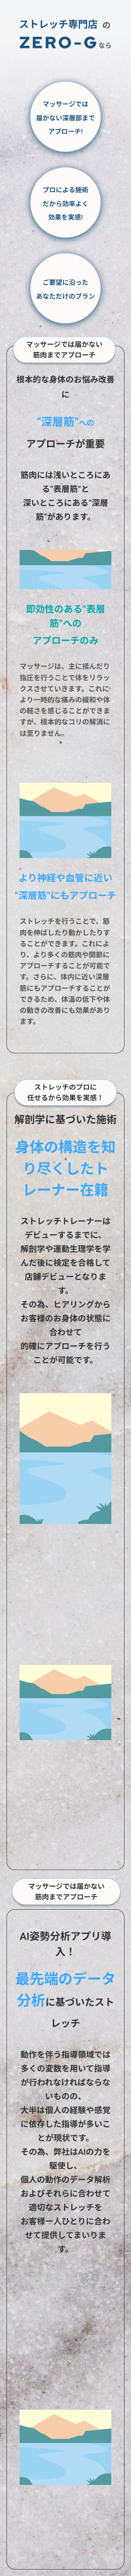 ストレッチ専門店 の
ZERO-G なら
マッサージでは
届かない深層部まで
アプローチ!
プロによる施術
だから効率よく
効果を実感!
ご要望に沿った
あなただけのプラン
マッサージでは届かない
筋肉までアプローチ
根本的な身体のお悩み改善
に
“深層筋”への
アプローチが重要
筋肉には浅いところにあ
る“表層筋”と
深いところにある“深層
筋”があります。
即効性のある“表層
筋”への
アプローチのみ
マッサージは、主に揉んだり
指圧を行うことで体をリラッ
クスさせていきます。これに
より一時的な痛みの緩和や体
の軽さを感じることができま
すが、根本的なコリの解消に
は至りません。
より神経や血管に近い
“深層筋”にもアプローチ
ストレッチを行うことで、筋
肉を伸ばしたり動かしたりす
ることができます。これによ
り、より多くの筋肉や関節に
アプローチすることが可能で
す。さらに、体内に近い深層
筋にもアプローチすることが
できるため、体温の低下や体
の動きの改善にも効果があり
ます。
ストレッチのプロに
任せるから効果を実感！
解剖学に基づいた施術
身体の構造を知
り尽くしたト
レーナー在籍
ストレッチトレーナーは
デビューするまでに、
解剖学や運動生理学を学
んだ後に検定を合格して
店舗デビューとなりま
す。
その為、ヒアリングから
お客様のお身体の状態に
合わせて
的確にアプローチを行う
ことが可能です。
マッサージでは届かない
筋肉までアプローチ
AI姿勢分析アプリ導
入！
最先端のデータ
分析に基づいたスト
レッチ
動作を伴う指導領域では
多くの変数を用いて指導
が行われなければならな
いものの、
大半は個人の経験や感覚
に依存した指導が多いこ
とが現状です。
その為、弊社はAIの力を
駆使し、
個人の動作のデータ解析
およびそれらに合わせて
適切なストレッチを
お客様一人ひとりに合わ
せて提供してまいりま
す。